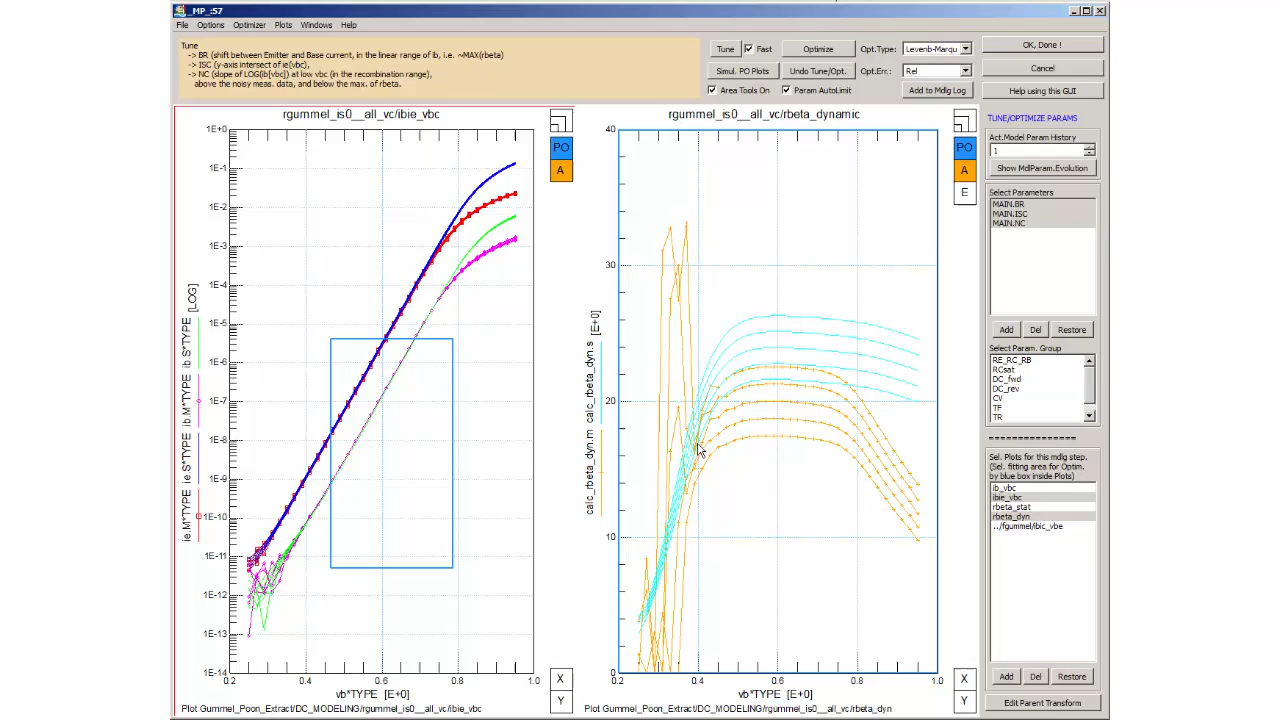 _MP_:57
File Options Optimizer Plots Windows Help
Tune
-> BR (shift between Emitter and Base current, in the linear range of ib, i.e. ~MAX(rbeta)
-> ISC (y-axis intersect of ie(vbc),
-> NC (slope of LOG(ib[vbc]) at low vbc (in the recombination range),
above the noisy meas. data, and below the max. of rbeta.
Tune Fast Optimize Opt.Type: Levenb-Marqu
Simul. PO Plots Undo Tune/Opt. Opt.Err.: Rel
Area Tools On Param AutoLimit Add to Mdlg Log
OK, Done !
Cancel
Help using this GUI
rgummel_is0__all_vc/ibie_vbc
PO
A
1E+0
1E-1
1E-2
1E-3
1E-4
1E-5
1E-6
1E-7
1E-8
1E-9
1E-10
1E-11
1E-12
1E-13
1E-14
ie.M*TYPE ie.S*TYPE ib.M*TYPE ib.S*TYPE [LOG]
0.2 0.4 0.6 0.8 1.0
vb*TYPE [E+0]
X
Y
Plot Gummel_Poon_Extract/DC_MODELING/rgummel_is0__all_vc/ibie_vbc
rgummel_is0__all_vc/rbeta_dynamic
PO
A
E
40
30
20
10
0
calc_rbeta_dyn.m calc_rbeta_dyn.s [E+0]
0.2 0.4 0.6 0.8 1.0
vb*TYPE [E+0]
X
Y
Plot Gummel_Poon_Extract/DC_MODELING/rgummel_is0__all_vc/rbeta_dyn
TUNE/OPTIMIZE PARAMS
Act.Model Param History
1
Show MdlParam.Evolution
Select Parameters
MAIN.BR
MAIN.ISC
MAIN.NC
Add Del Restore
Select Param. Group
RE_RC_RB
RCsat
DC_fwd
DC_rev
CV
TF
TR
===============
Sel. Plots for this mdlg step.
(Sel. fitting area for Optim.
by blue box inside Plots)
ib_vbc
ibie_vbc
rbeta_stat
rbeta_dyn
../fgummel/ibic_vbe
Add Del Restore
Edit Parent Transform